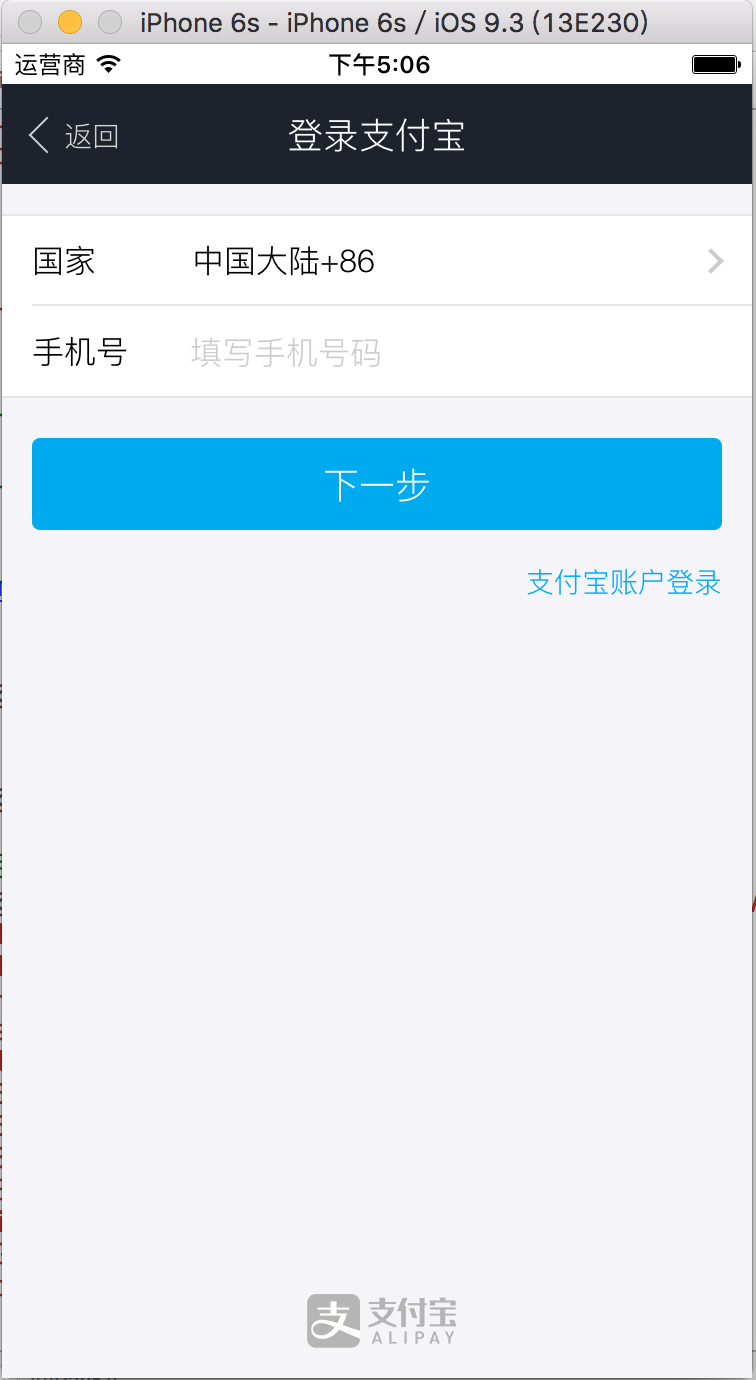 iPhone 6s - iPhone 6s / iOS 9.3 (13E230)
运营商 下午5:06
返回 登录支付宝
国家 中国大陆+86
手机号 填写手机号码
下一步
支付宝账户登录
支 支付宝
ALIPAY